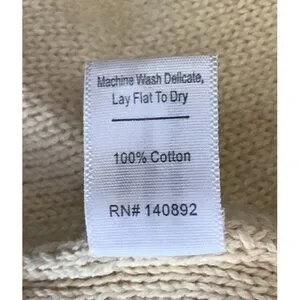 Machine Wash Delicate,
Lay Flat To Dry
100% Cotton
RN# 140892